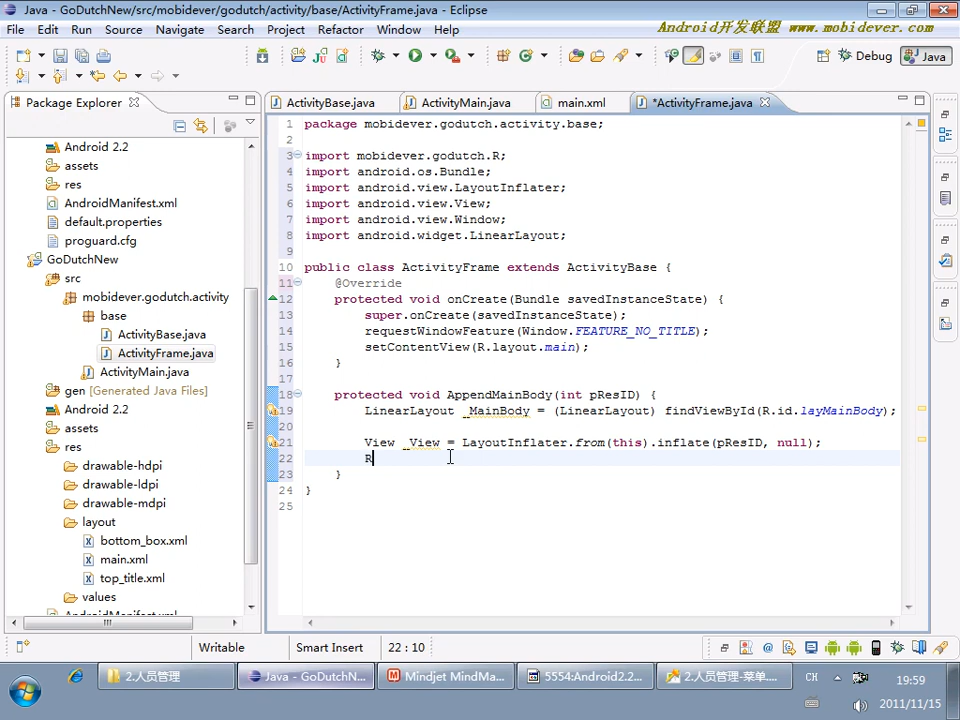 Java - GoDutchNew/src/mobidever/godutch/activity/base/ActivityFrame.java - Eclipse
File Edit Run Source Navigate Search Project Refactor Window Help
Android开发联盟 www.mobidever.com
Debug Java
Package Explorer
ActivityBase.java ActivityMain.java main.xml *ActivityFrame.java
Android 2.2
assets
res
AndroidManifest.xml
default.properties
proguard.cfg
GoDutchNew
src
mobidever.godutch.activity
base
ActivityBase.java
ActivityFrame.java
ActivityMain.java
gen [Generated Java Files]
Android 2.2
assets
res
drawable-hdpi
drawable-ldpi
drawable-mdpi
layout
bottom_box.xml
main.xml
top_title.xml
values
AndroidManifest.xml
1 package mobidever.godutch.activity.base;
2
3 import mobidever.godutch.R;
4 import android.os.Bundle;
5 import android.view.LayoutInflater;
6 import android.view.View;
7 import android.view.Window;
8 import android.widget.LinearLayout;
9
10 public class ActivityFrame extends ActivityBase {
11 @Override
12 protected void onCreate(Bundle savedInstanceState) {
13 super.onCreate(savedInstanceState);
14 requestWindowFeature(Window.FEATURE_NO_TITLE);
15 setContentView(R.layout.main);
16 }
17
18 protected void AppendMainBody(int pResID) {
19 LinearLayout _MainBody = (LinearLayout) findViewById(R.id.layMainBody);
20
21 View _View = LayoutInflater.from(this).inflate(pResID, null);
22 R
23 }
24 }
25
Writable Smart Insert 22 : 10
2.人员管理 Java - GoDutchN... Mindjet MindMa... 5554:Android2.2... 2.人员管理-菜单....
CH 19:59
2011/11/15